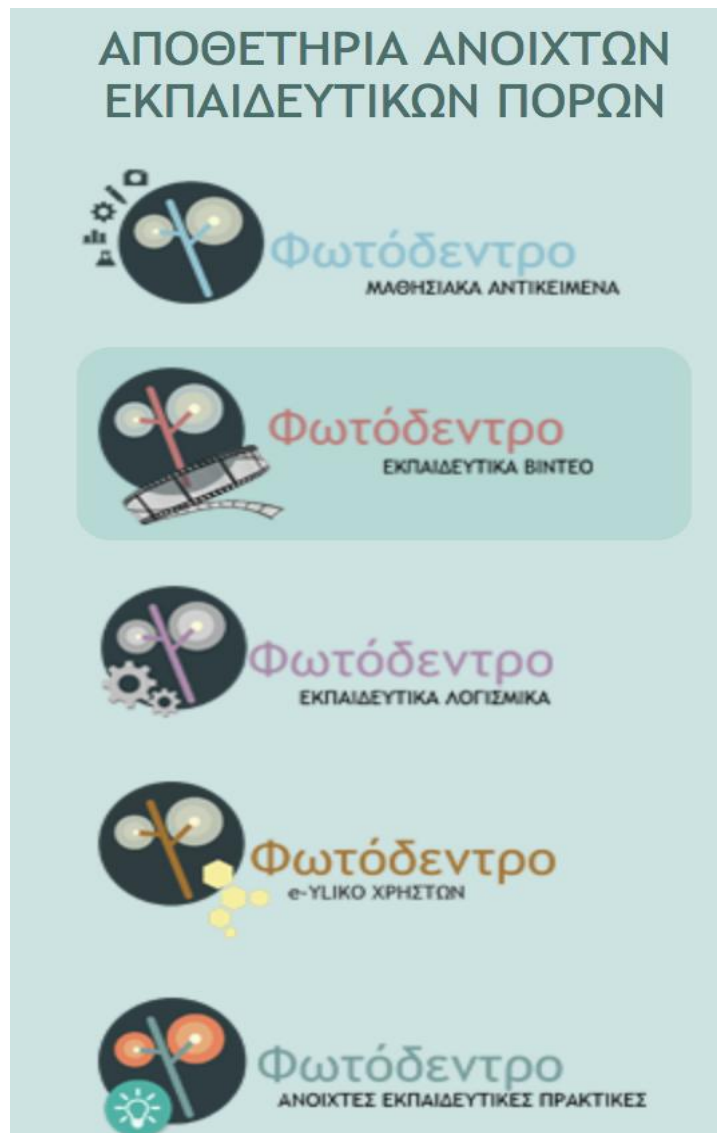 ΑΠΟΘΕΤΗΡΙΑ ΑΝΟΙΧΤΩΝ
ΕΚΠΑΙΔΕΥΤΙΚΩΝ ΠΟΡΩΝ
Φωτόδεντρο
ΜΑΘΗΣΙΑΚΑ ΑΝΤΙΚΕΙΜΕΝΑ
Φωτόδεντρο
ΕΚΠΑΙΔΕΥΤΙΚΑ ΒΙΝΤΕΟ
Φωτόδεντρο
ΕΚΠΑΙΔΕΥΤΙΚΑ ΛΟΓΙΣΜΙΚΑ
Φωτόδεντρο
e-YLIKO ΧΡΗΣΤΩΝ
Φωτόδεντρο
ΑΝΟΙΧΤΕΣ ΕΚΠΑΙΔΕΥΤΙΚΕΣ ΠΡΑΚΤΙΚΕΣ